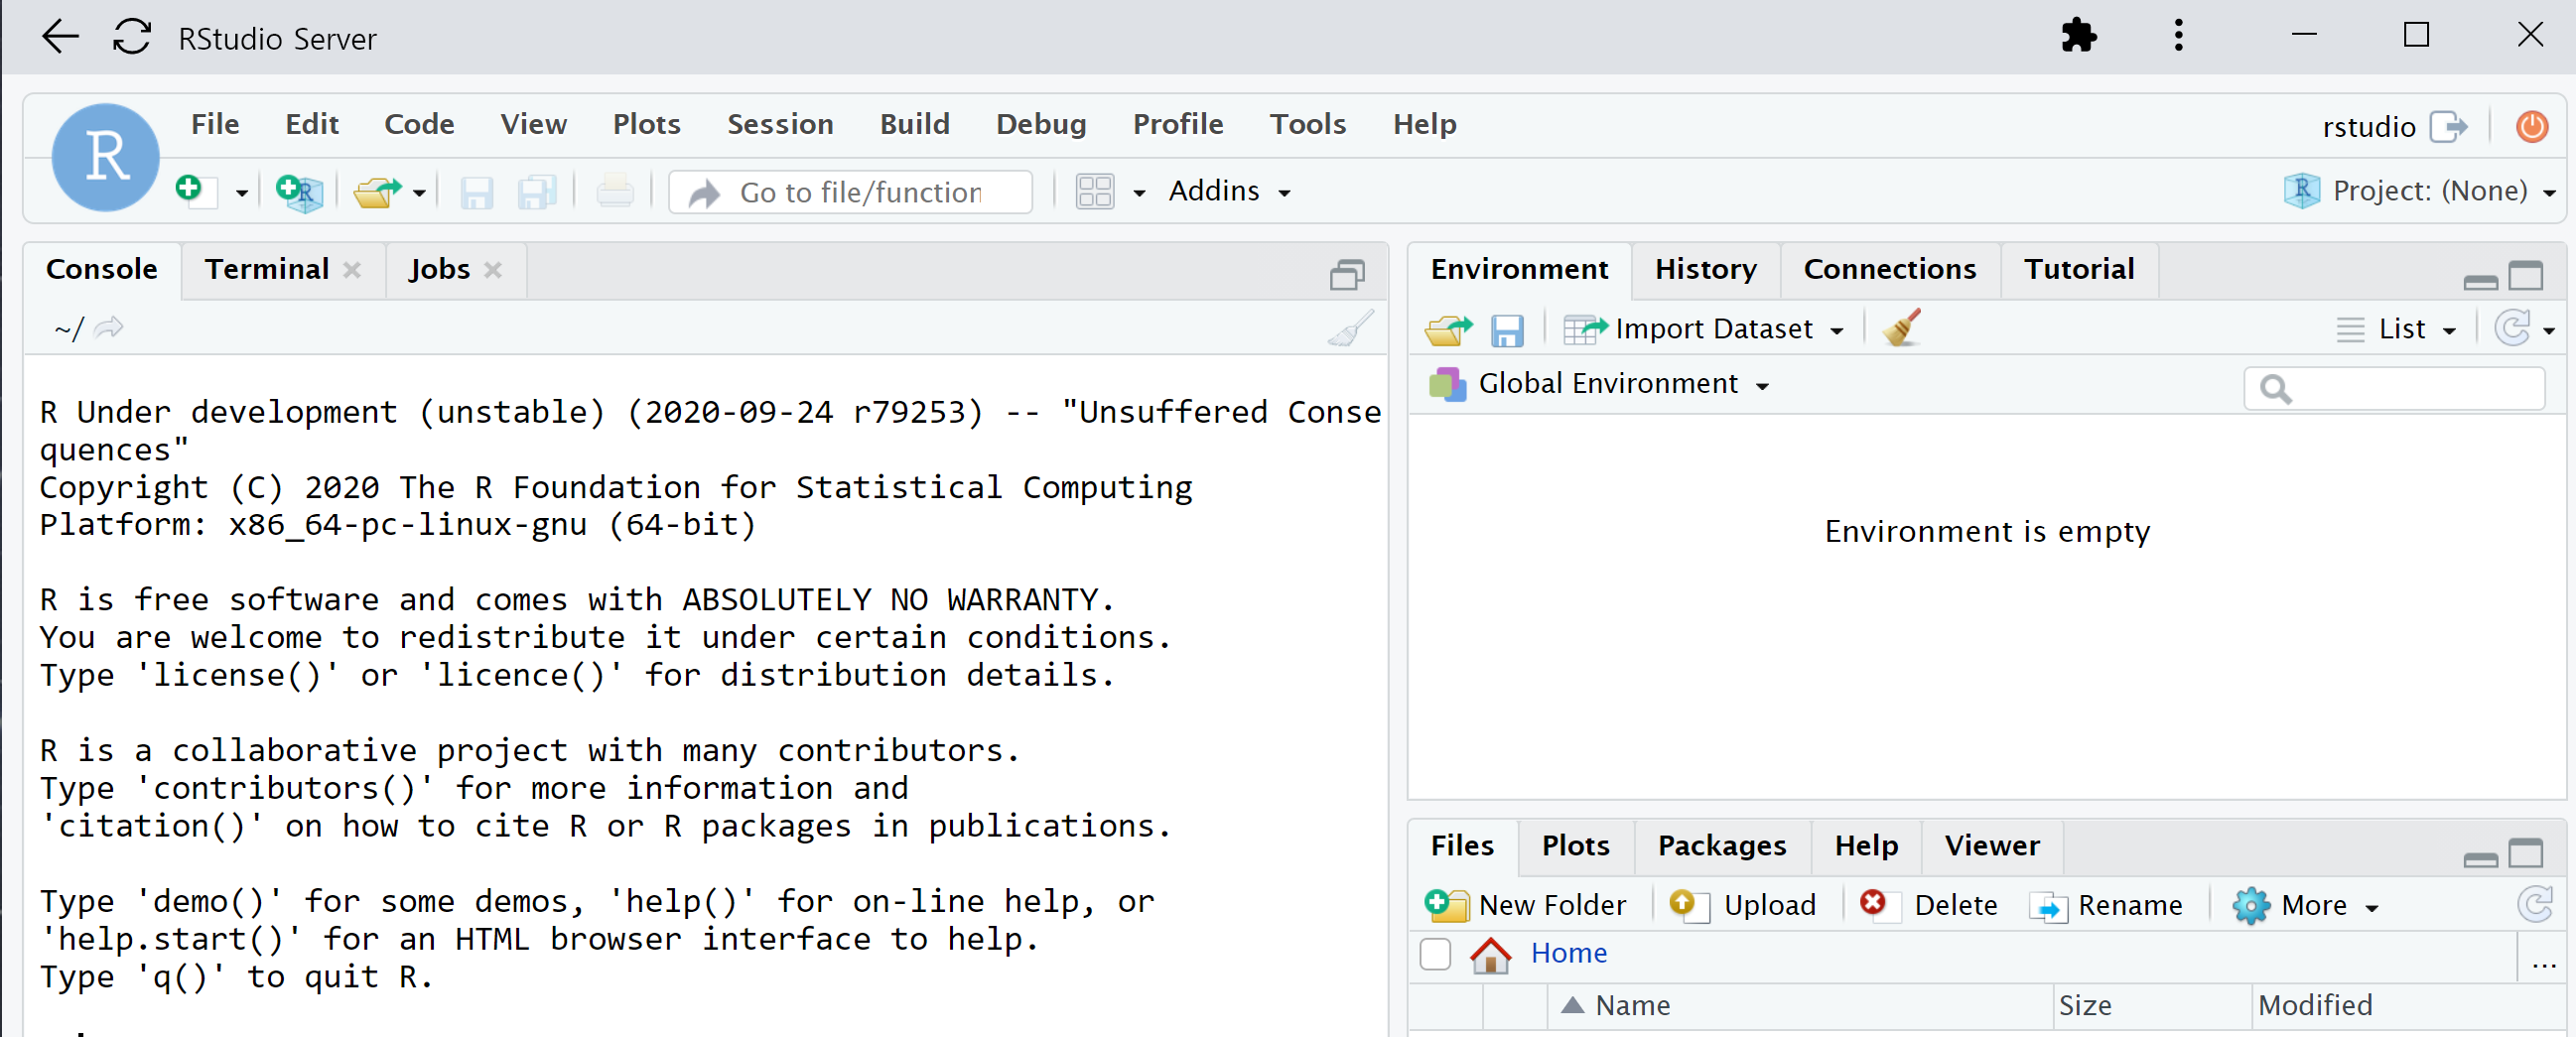 RStudio Server
R
File Edit Code View Plots Session Build Debug Profile Tools Help
rstudio
Go to file/function
Addins
R Project: (None)
Console Terminal Jobs
~/
R Under development (unstable) (2020-09-24 r79253) -- "Unsuffered Conse
quences"
Copyright (C) 2020 The R Foundation for Statistical Computing
Platform: x86_64-pc-linux-gnu (64-bit)
R is free software and comes with ABSOLUTELY NO WARRANTY.
You are welcome to redistribute it under certain conditions.
Type 'license()' or 'licence()' for distribution details.
R is a collaborative project with many contributors.
Type 'contributors()' for more information and
'citation()' on how to cite R or R packages in publications.
Type 'demo()' for some demos, 'help()' for on-line help, or
'help.start()' for an HTML browser interface to help.
Type 'q()' to quit R.
Environment History Connections Tutorial
Import Dataset List
Global Environment
Environment is empty
Files Plots Packages Help Viewer
New Folder Upload Delete Rename More
Home ...
Name Size Modified